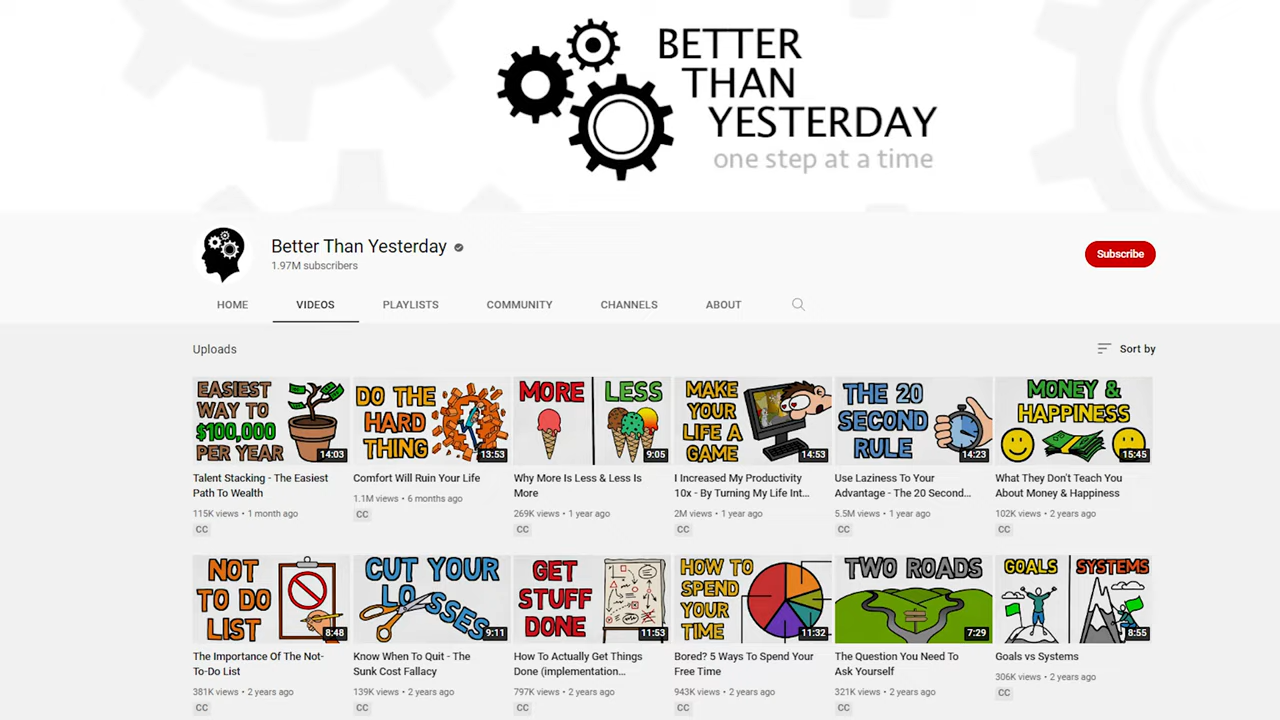 BETTER
THAN
YESTERDAY
one step at a time
Better Than Yesterday
1.97M subscribers
Subscribe
HOME
VIDEOS
PLAYLISTS
COMMUNITY
CHANNELS
ABOUT
Uploads
Sort by
EASIEST
WAY TO
$100,000
PER YEAR
14:03
Talent Stacking - The Easiest
Path To Wealth
115K views • 1 month ago
CC
DO THE
HARD
THING
13:53
Comfort Will Ruin Your Life
1.1M views • 6 months ago
CC
MORE
LESS
9:05
Why More Is Less & Less Is
More
269K views • 1 year ago
CC
MAKE
YOUR
LIFE A
GAME
14:53
I Increased My Productivity
10x - By Turning My Life Int...
2M views • 1 year ago
CC
THE 20
SECOND
RULE
14:23
Use Laziness To Your
Advantage - The 20 Second...
5.5M views • 1 year ago
CC
MONEY &
HAPPINESS
15:45
What They Don't Teach You
About Money & Happiness
102K views • 2 years ago
CC
NOT
TO DO
LIST
8:48
The Importance Of The Not-
To-Do List
381K views • 2 years ago
CC
CUT YOUR
LOSSES
9:11
Know When To Quit - The
Sunk Cost Fallacy
139K views • 2 years ago
CC
GET
STUFF
DONE
11:53
How To Actually Get Things
Done (implementation...
797K views • 2 years ago
CC
HOW TO
SPEND
YOUR
TIME
11:32
Bored? 5 Ways To Spend Your
Free Time
943K views • 2 years ago
CC
TWO ROADS
7:29
The Question You Need To
Ask Yourself
321K views • 2 years ago
CC
GOALS
SYSTEMS
8:55
Goals vs Systems
306K views • 2 years ago
CC